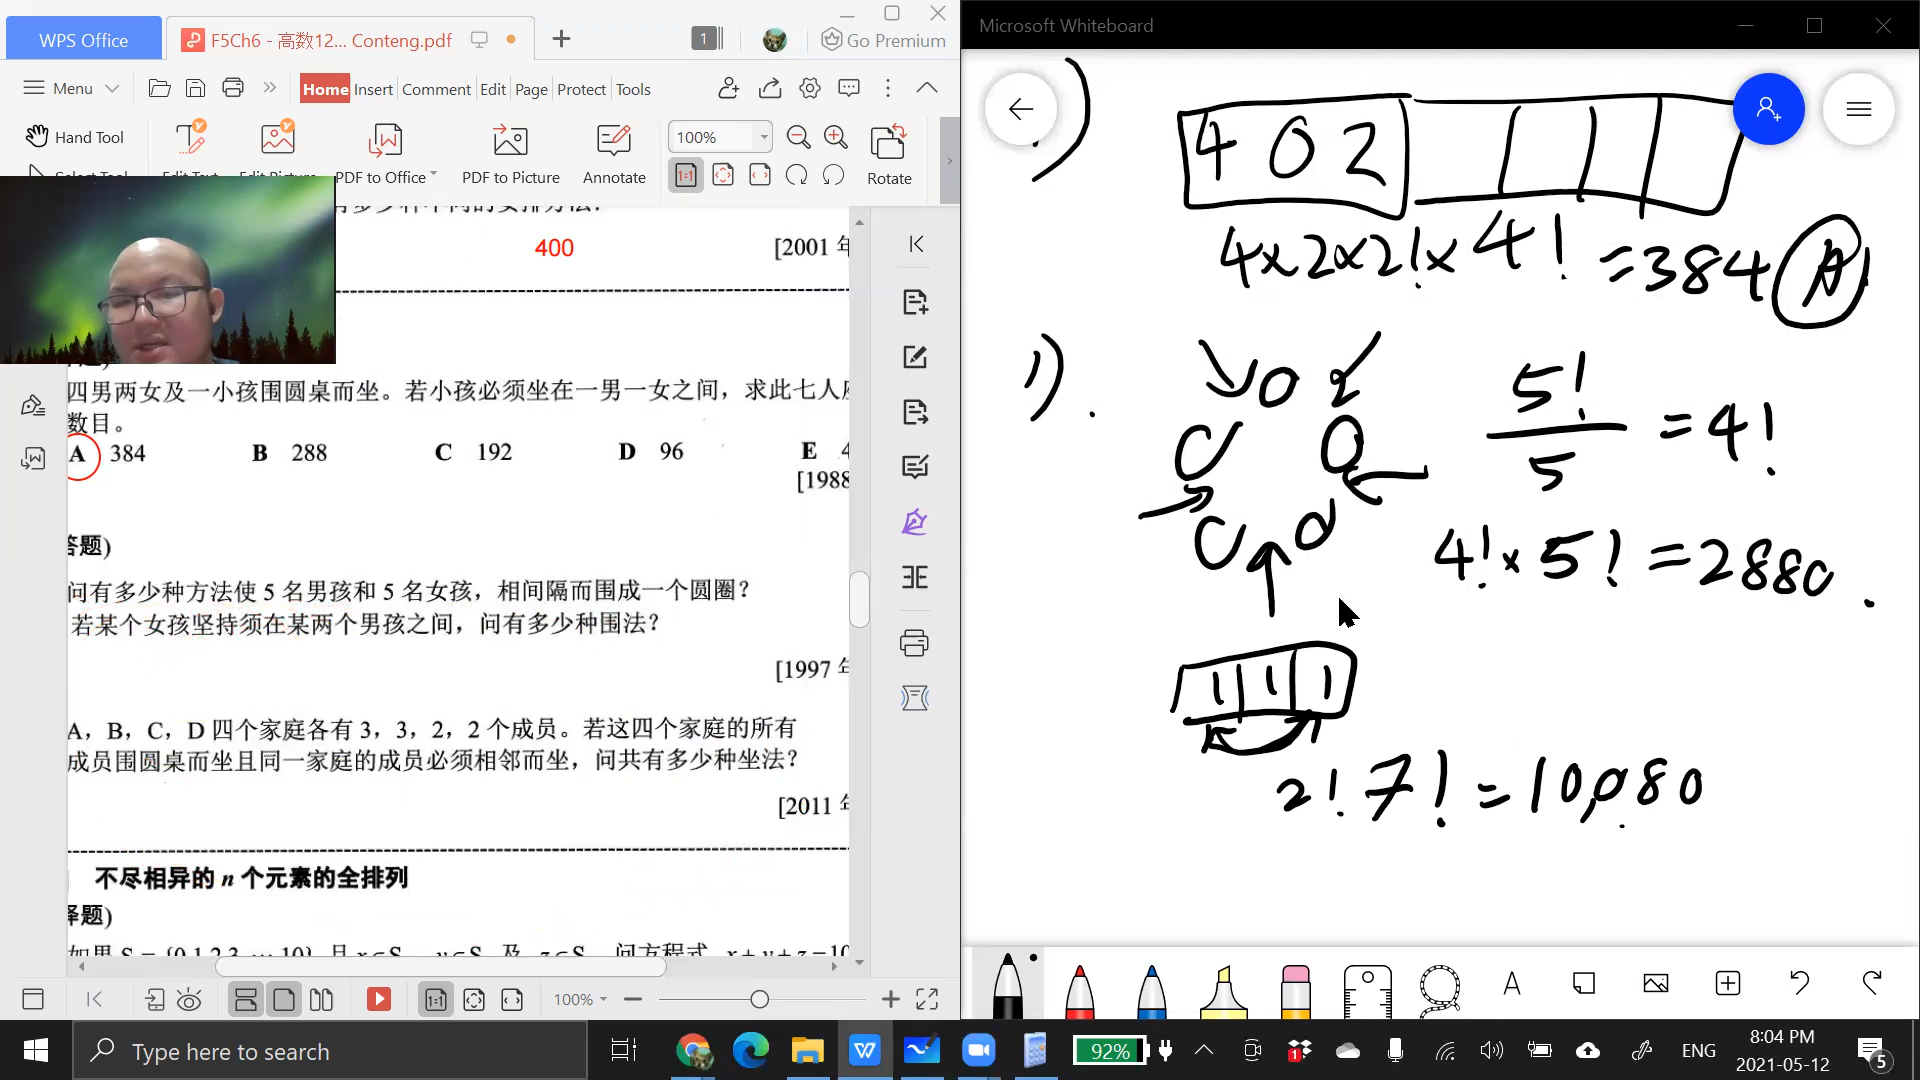 WPS Office
F5Ch6 - 高数12... Conteng.pdf
1
Go Premium
Menu
Home Insert Comment Edit Page Protect Tools
Hand Tool
100%
1:1
PDF to Office
PDF to Picture
Annotate
Rotate
400
[2001 年
四男两女及一小孩围圆桌而坐。若小孩必须坐在一男一女之间，求此七人
数目。
A 384 B 288 C 192 D 96 E 4
[1988
答题)
问有多少种方法使 5 名男孩和 5 名女孩，相间隔而围成一个圆圈？
若某个女孩坚持须在某两个男孩之间，问有多少种围法？
[1997 年
A，B，C，D 四个家庭各有 3，3，2，2 个成员。若这四个家庭的所有
成员围圆桌而坐且同一家庭的成员必须相邻而坐，问共有多少种坐法？
[2011 年
不尽相异的 n 个元素的全排列
择题)
1:1
100%
Microsoft Whiteboard
4 0 2
4×2×2!×4! =384 A
1)
5!
5
=4!
4!×5! =2880.
2! 7! =10,080
A
Type here to search
92%
1
ENG
8:04 PM
2021-05-12
5